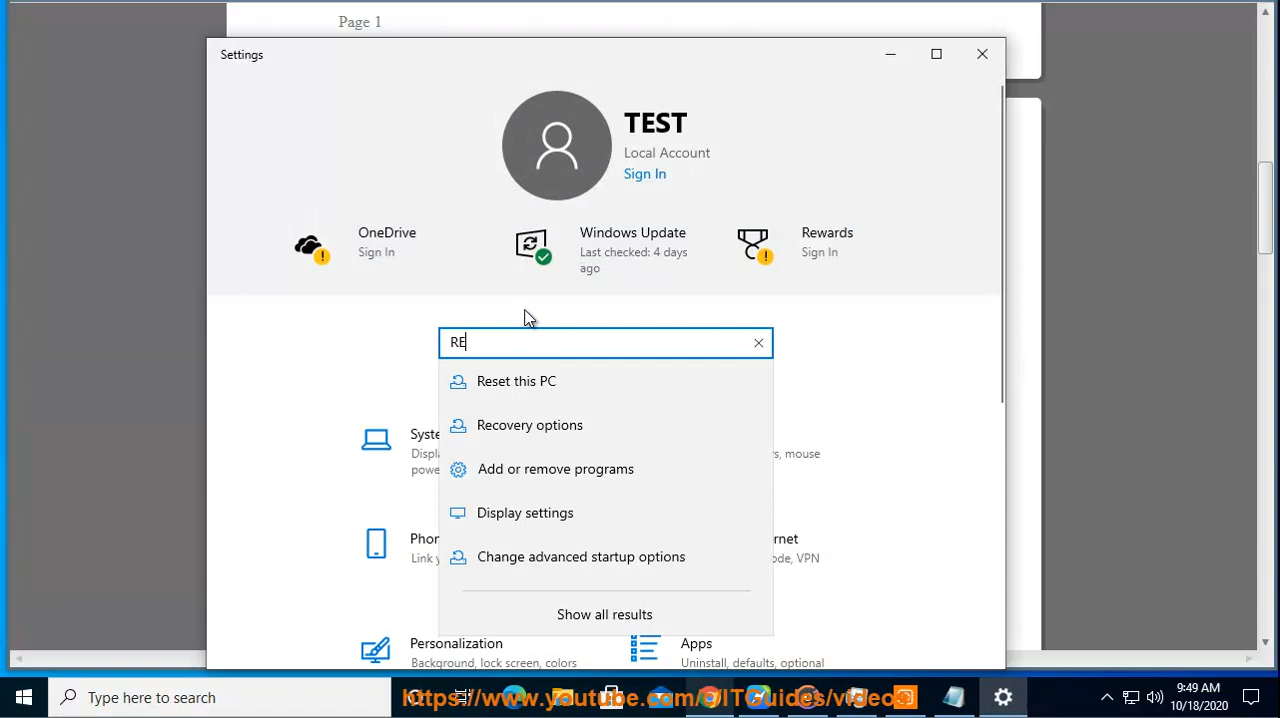 Page 1
Settings
TEST
Local Account
Sign In
OneDrive
Sign In
Windows Update
Last checked: 4 days
ago
Rewards
Sign In
RE
Reset this PC
Recovery options
Add or remove programs
Display settings
Change advanced startup options
Show all results
Syste
Displ
powe
s, mouse
Phor
Link y
rnet
ode, VPN
Personalization
Background, lock screen, colors
Apps
Uninstall, defaults, optional
Type here to search
https://www.youtube.com/c/ITGuides/videos
9:49 AM
10/18/2020